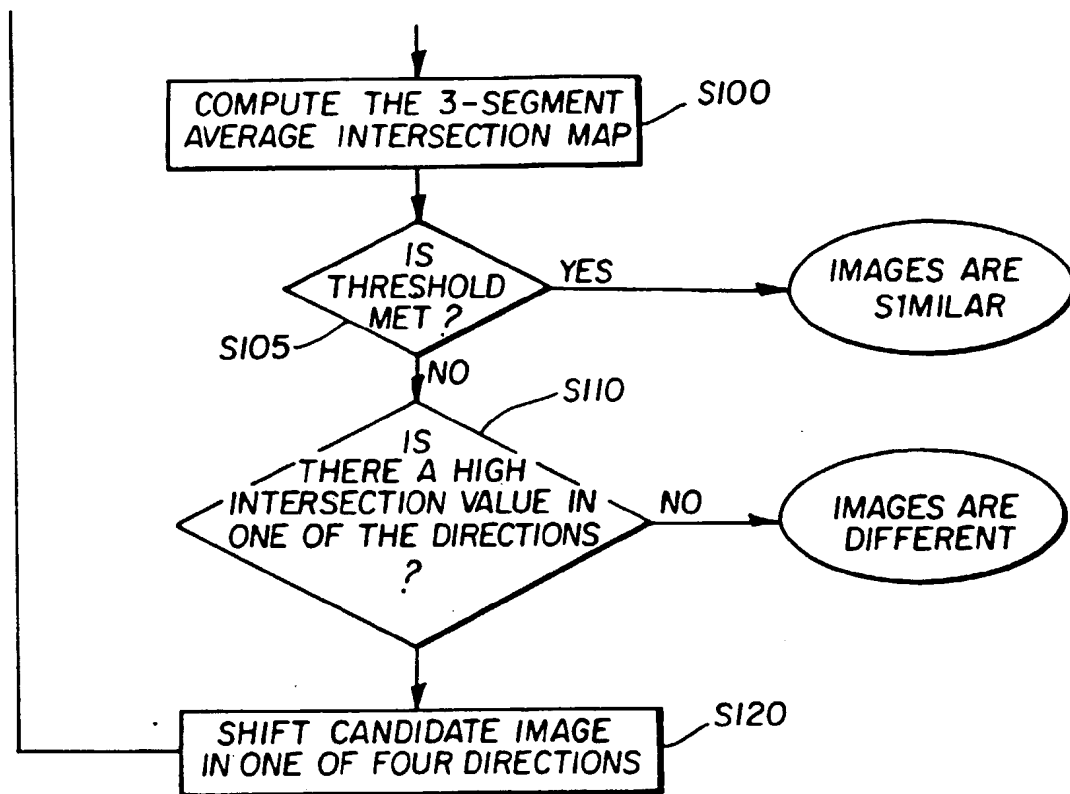 COMPUTE THE 3-SEGMENT
AVERAGE INTERSECTION MAP
S100
IS
THRESHOLD
MET ?
S105
YES
IMAGES ARE
SIMILAR
NO
S110
IS
THERE A HIGH
INTERSECTION VALUE IN
ONE OF THE DIRECTIONS
?
NO
IMAGES ARE
DIFFERENT
SHIFT CANDIDATE IMAGE
IN ONE OF FOUR DIRECTIONS
S120